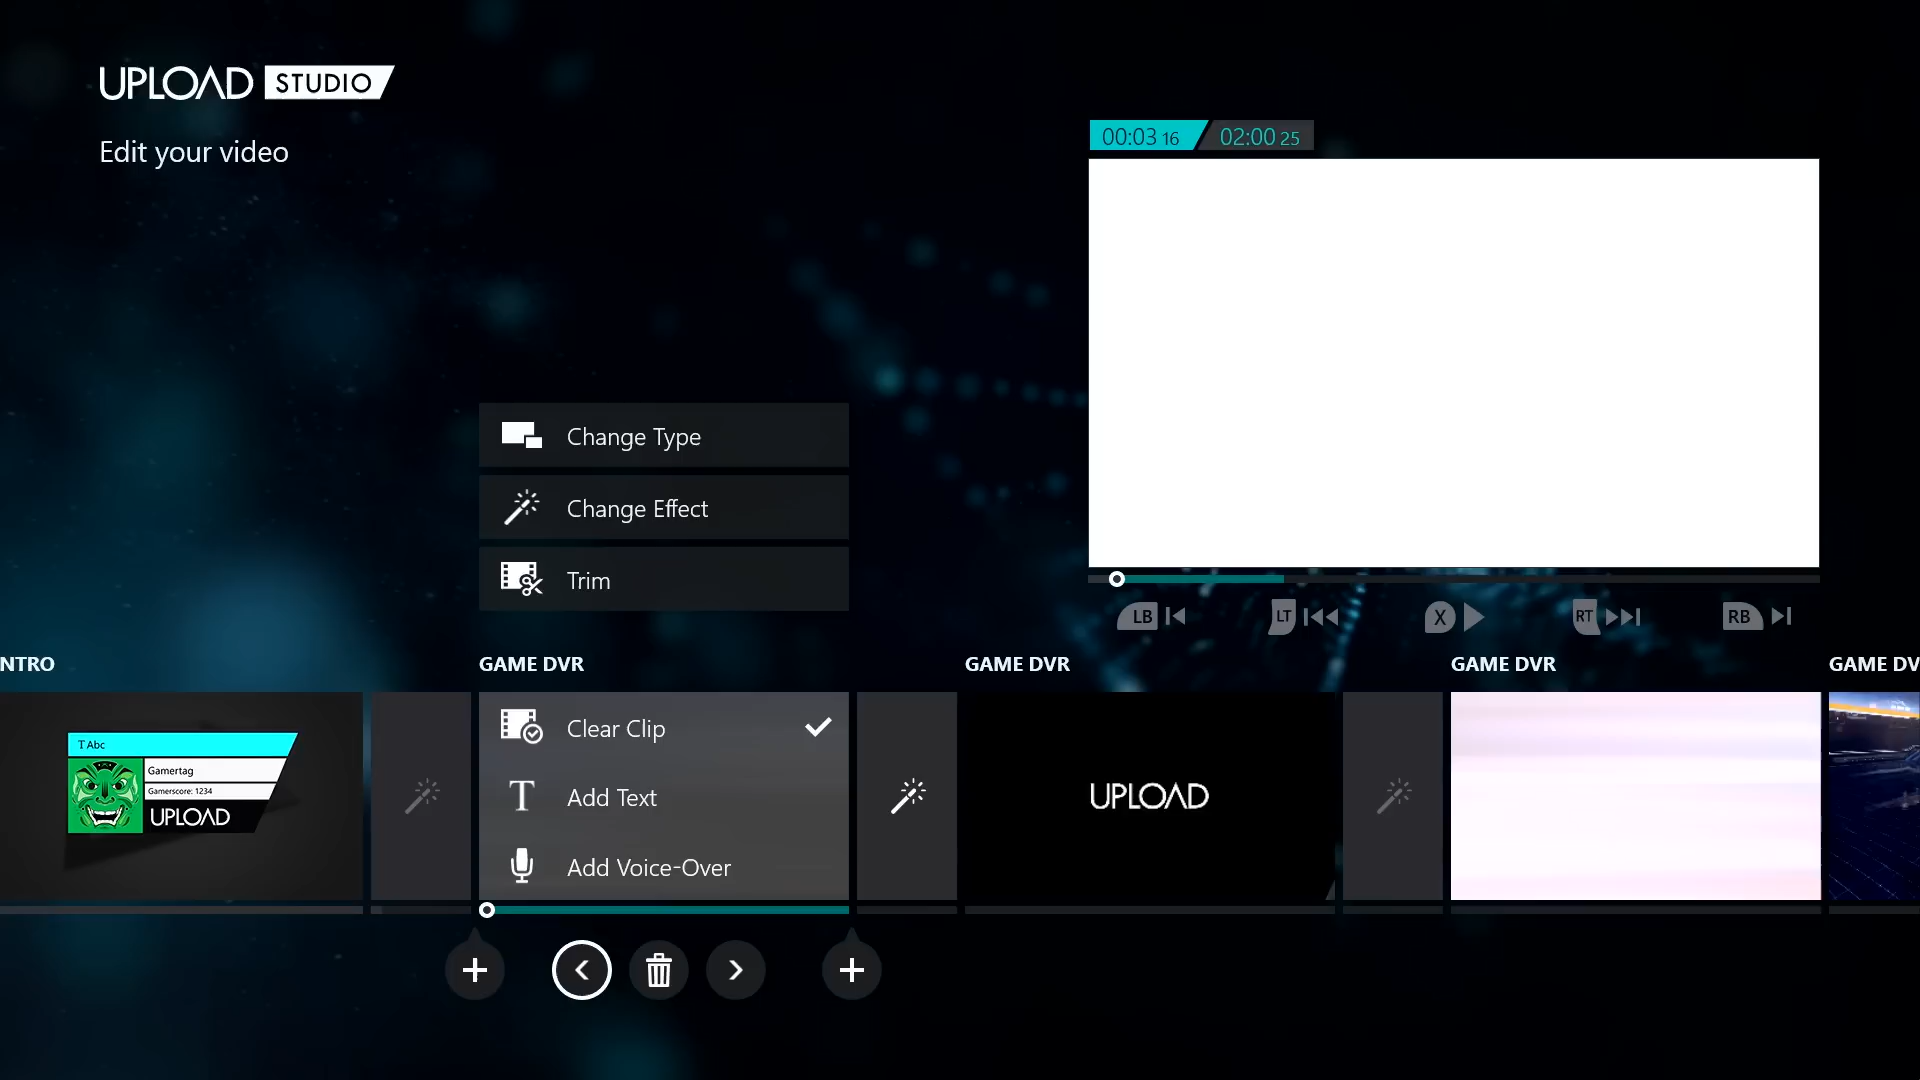 UPLOAD STUDIO
Edit your video
00:03 16 02:00 25
Change Type
Change Effect
Trim
LB LT X RT RB
NTRO GAME DVR GAME DVR GAME DVR GAME DV
T Abc
Gamertag
Gamerscore: 1234
UPLOAD
Clear Clip
Add Text
Add Voice-Over
UPLOAD